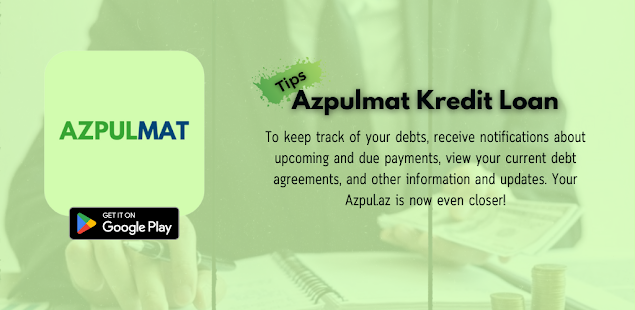 Tips
Azpulmat Kredit Loan
AZPULMAT
To keep track of your debts, receive notifications about
upcoming and due payments, view your current debt
agreements, and other information and updates. Your
Azpul.az is now even closer!
GET IT ON
Google Play